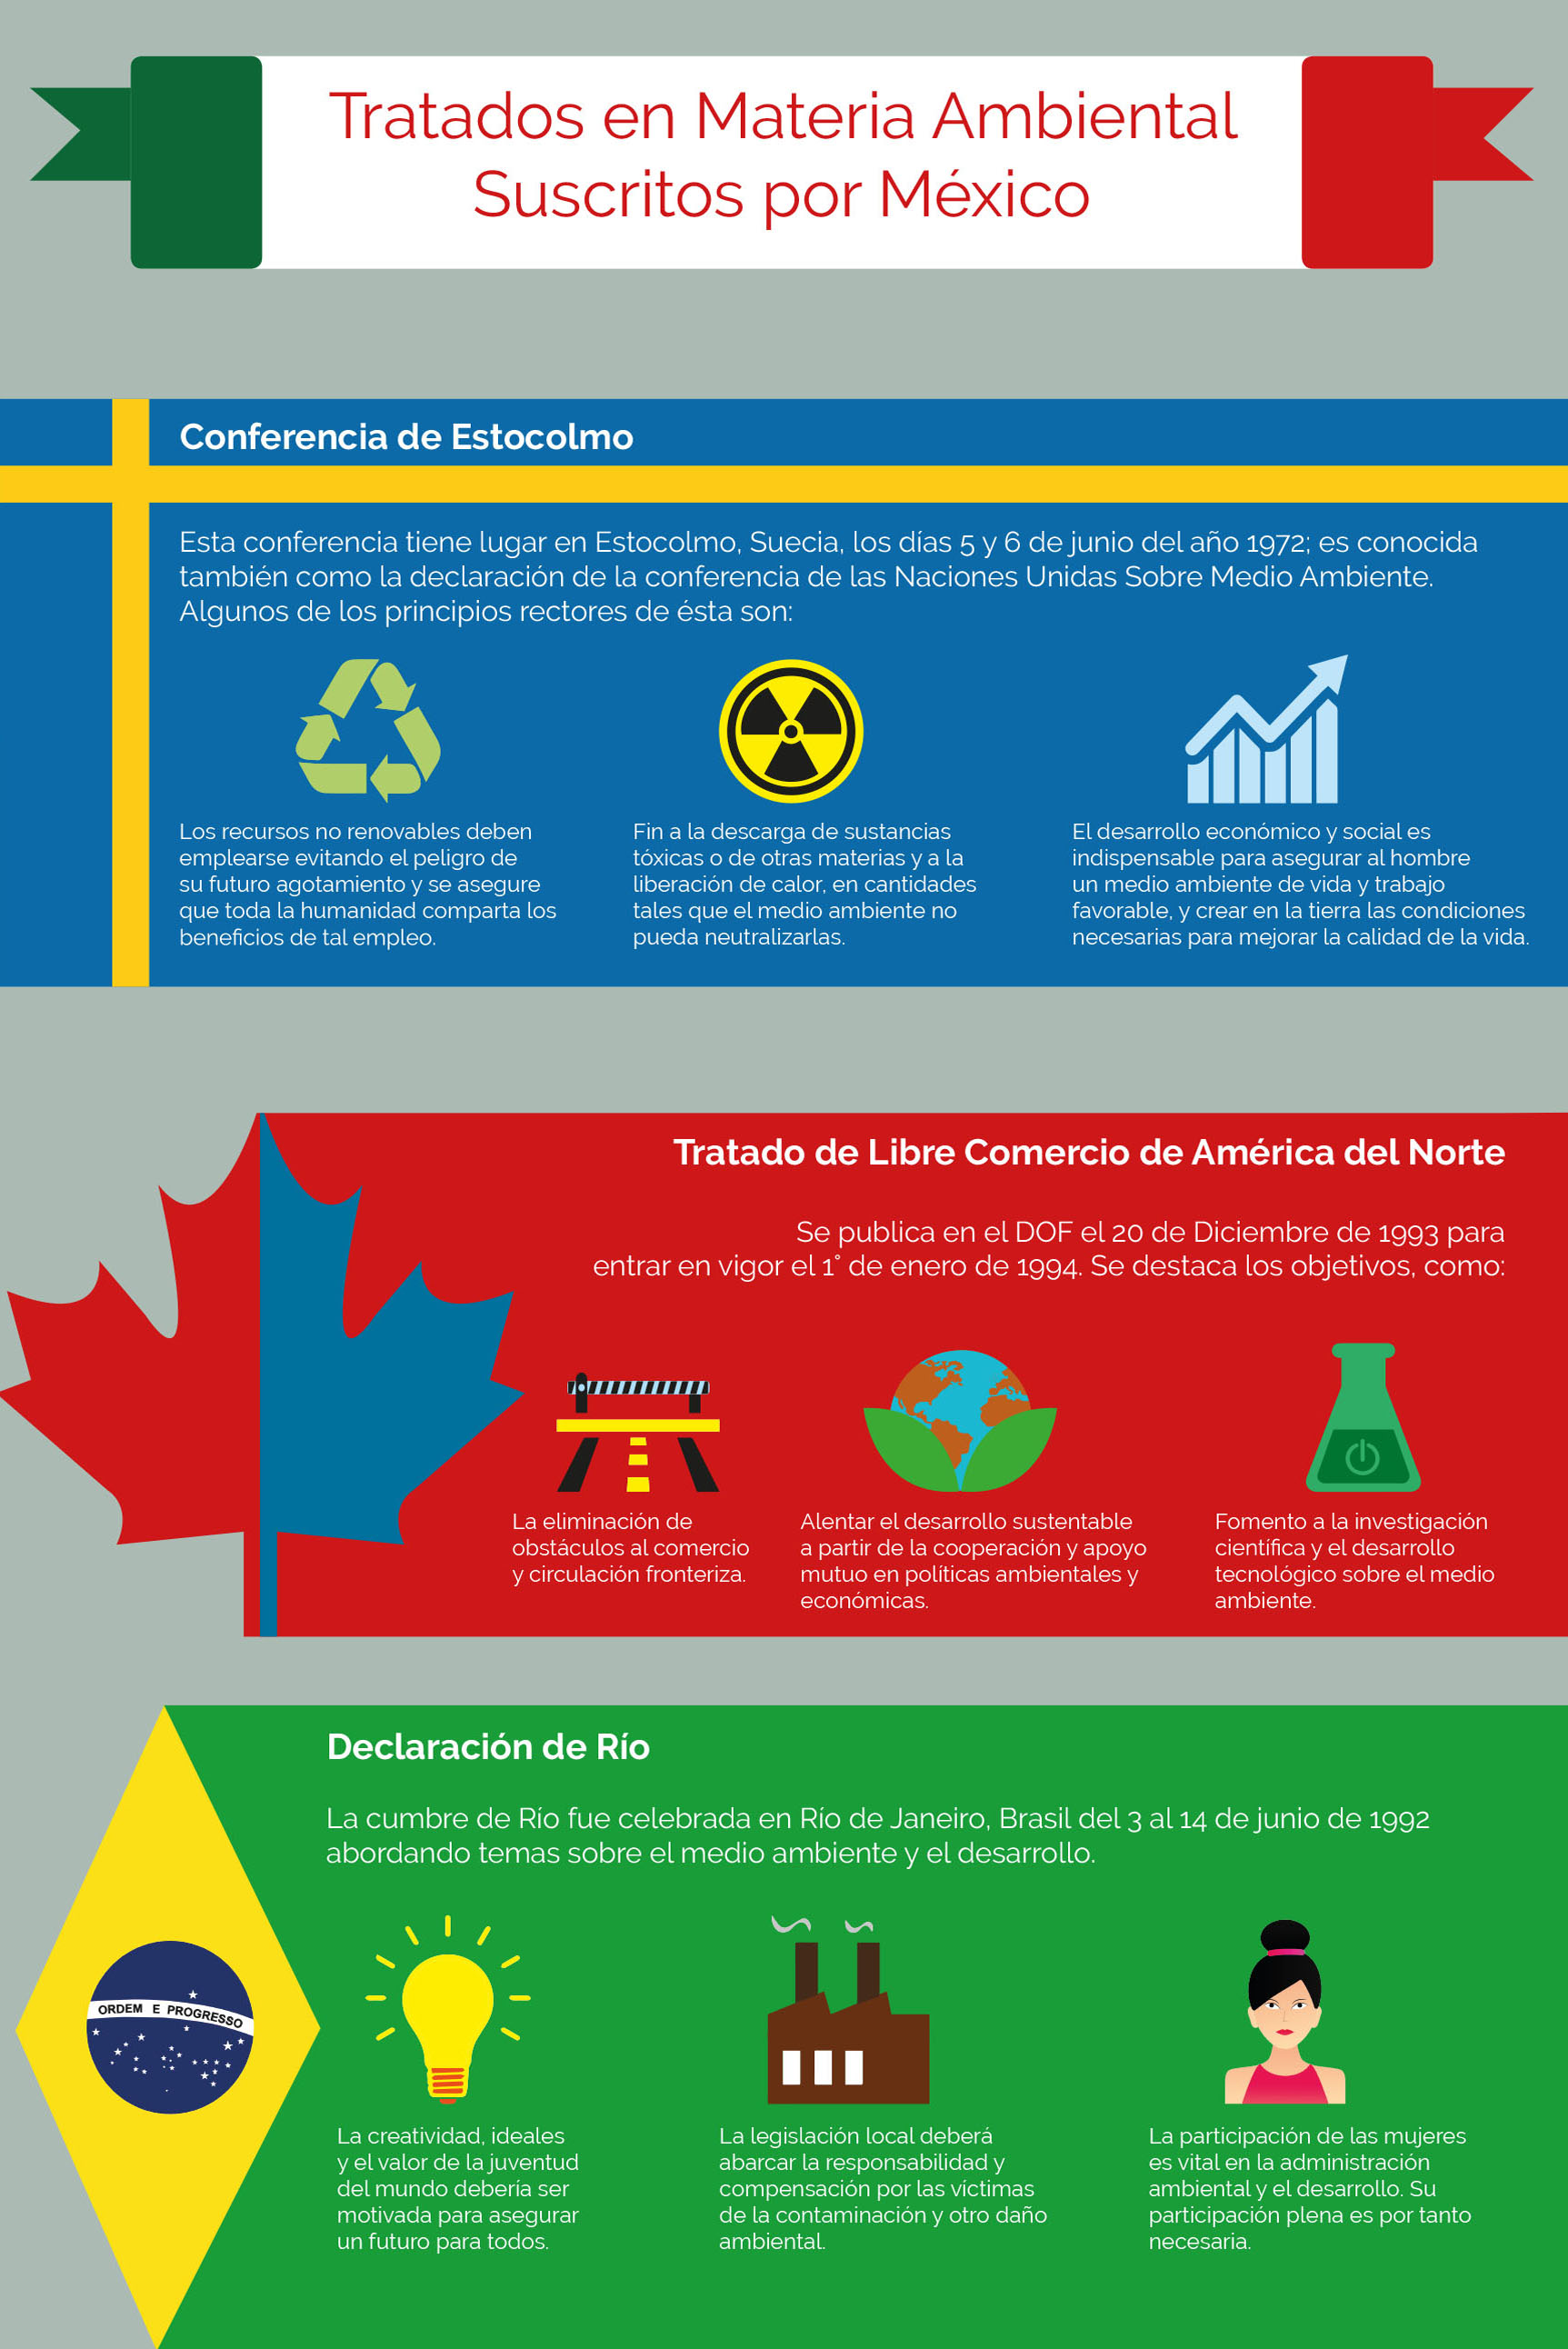 Tratados en Materia Ambiental
Suscritos por México
Conferencia de Estocolmo
Esta conferencia tiene lugar en Estocolmo, Suecia, los días 5 y 6 de junio del año 1972; es conocida
también como la declaración de la conferencia de las Naciones Unidas Sobre Medio Ambiente.
Algunos de los principios rectores de ésta son:
Los recursos no renovables deben
emplearse evitando el peligro de
su futuro agotamiento y se asegure
que toda la humanidad comparta los
beneficios de tal empleo.
Fin a la descarga de sustancias
tóxicas o de otras materias y a la
liberación de calor, en cantidades
tales que el medio ambiente no
pueda neutralizarlas.
El desarrollo económico y social es
indispensable para asegurar al hombre
un medio ambiente de vida y trabajo
favorable, y crear en la tierra las condiciones
necesarias para mejorar la calidad de la vida.
Tratado de Libre Comercio de América del Norte
Se publica en el DOF el 20 de Diciembre de 1993 para
entrar en vigor el 1° de enero de 1994. Se destaca los objetivos, como:
La eliminación de
obstáculos al comercio
y circulación fronteriza.
Alentar el desarrollo sustentable
a partir de la cooperación y apoyo
mutuo en políticas ambientales y
económicas.
Fomento a la investigación
científica y el desarrollo
tecnológico sobre el medio
ambiente.
Declaración de Río
La cumbre de Río fue celebrada en Río de Janeiro, Brasil del 3 al 14 de junio de 1992
abordando temas sobre el medio ambiente y el desarrollo.
ORDEM E PROGRESSO
La creatividad, ideales
y el valor de la juventud
del mundo debería ser
motivada para asegurar
un futuro para todos.
La legislación local deberá
abarcar la responsabilidad y
compensación por las víctimas
de la contaminación y otro daño
ambiental.
La participación de las mujeres
es vital en la administración
ambiental y el desarrollo. Su
participación plena es por tanto
necesaria.